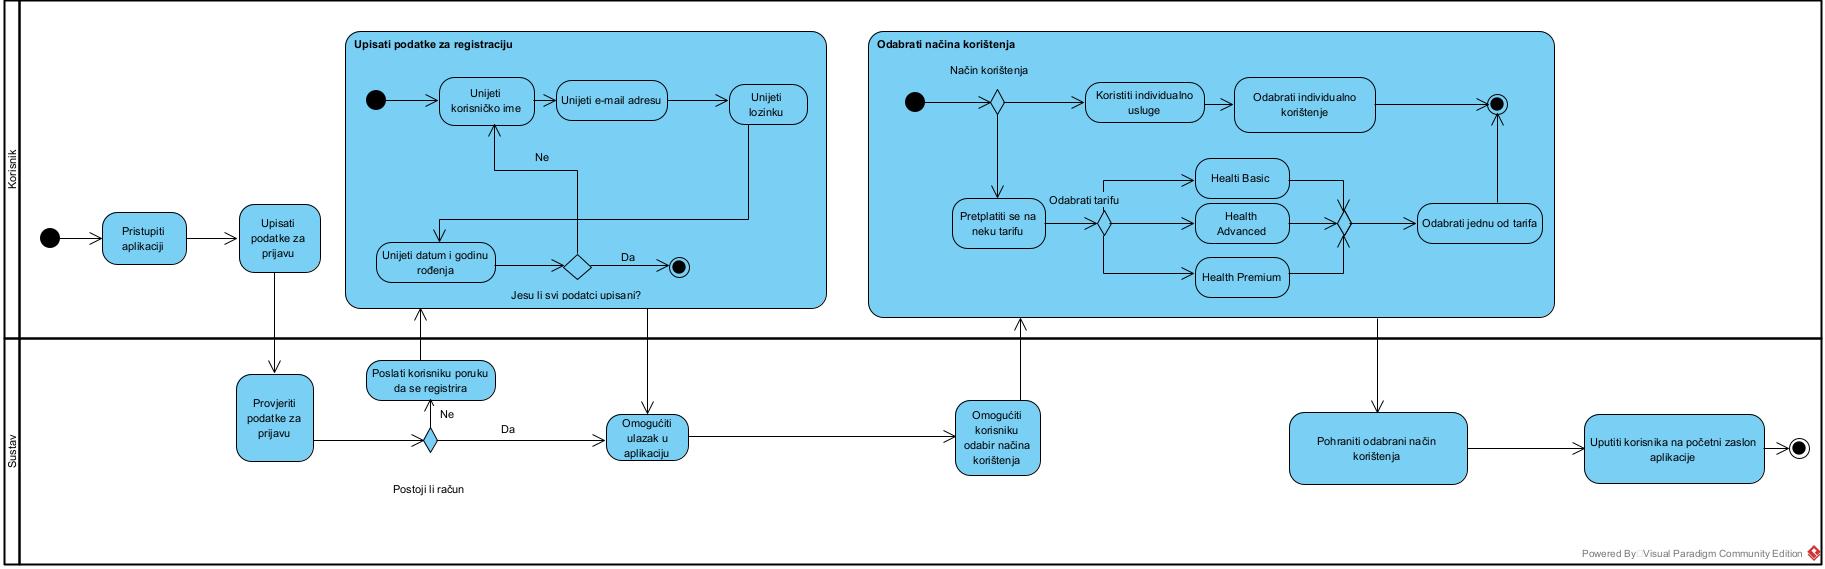 Korisnik
Pristupiti
aplikaciji
Upisati
podatke za
prijavu
Upisati podatke za registraciju
Unijeti
korisničko ime
Unijeti e-mail adresu
Unijeti
lozinku
Ne
Unijeti datum i godinu
rođenja
Da
Jesu li svi podatci upisani?
Odabrati načina korištenja
Način korištenja
Koristiti individualno
usluge
Odabrati individualno
korištenje
Pretplatiti se na
neku tarifu
Odabrati tarifu
Healti Basic
Health
Advanced
Health Premium
Odabrati jednu od tarifa
Sustav
Provjeriti
podatke za
prijavu
Poslati korisniku poruku
da se registrira
Ne
Da
Postoji li račun
Omogućiti
ulazak u
aplikaciju
Omogućiti
korisniku
odabir načina
korištenja
Pohraniti odabrani način
korištenja
Uputiti korisnika na početni zaslon
aplikacije
Powered By Visual Paradigm Community Edition